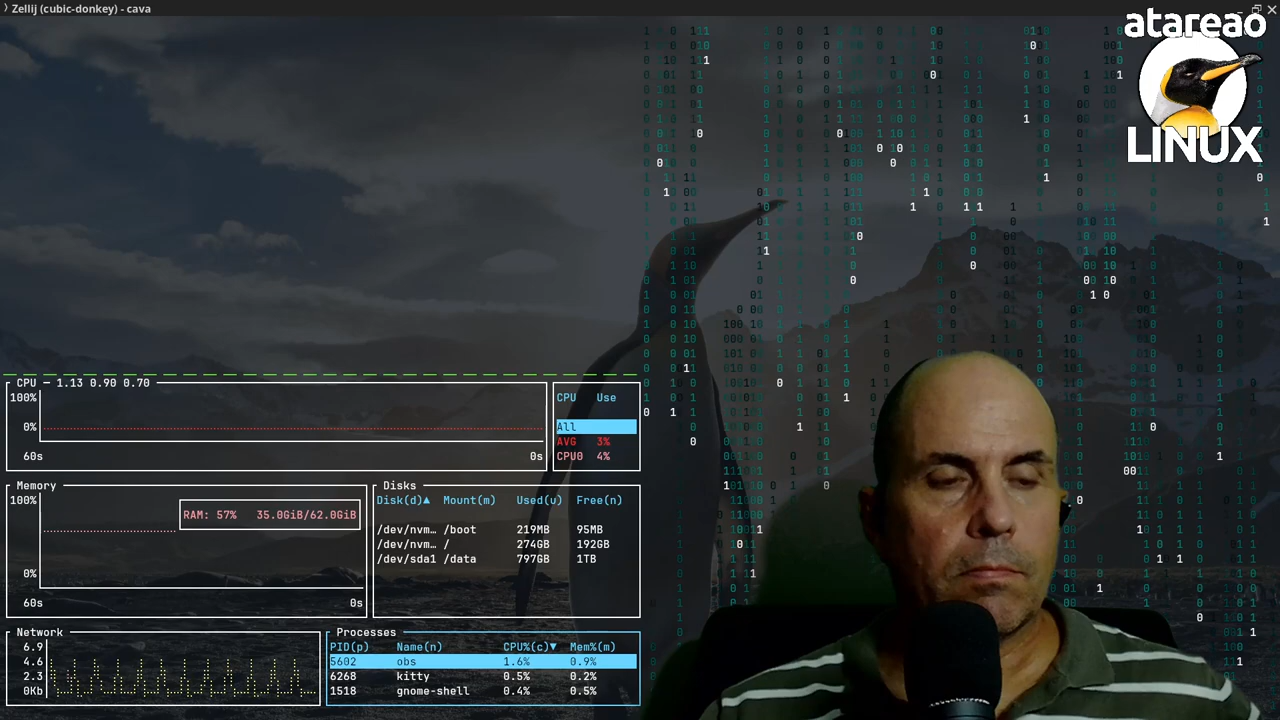 ❭ Zellij (cubic-donkey) - cava
atareao
LINUX
CPU — 1.13 0.90 0.70
100%
0%
60s 0s
CPU Use
All
AVG 3%
CPU0 4%
Memory
100%
RAM: 57% 35.0GiB/62.0GiB
0%
60s 0s
Disks
Disk(d)▲ Mount(m) Used(u) Free(n)
/dev/nvm… /boot 219MB 95MB
/dev/nvm… / 274GB 192GB
/dev/sda1 /data 797GB 1TB
Network
6.9
4.6
2.3
0Kb
Processes
PID(p) Name(n) CPU%(c)▼ Mem%(m)
5602 obs 1.6% 0.9%
6268 kitty 0.5% 0.2%
1518 gnome-shell 0.4% 0.5%